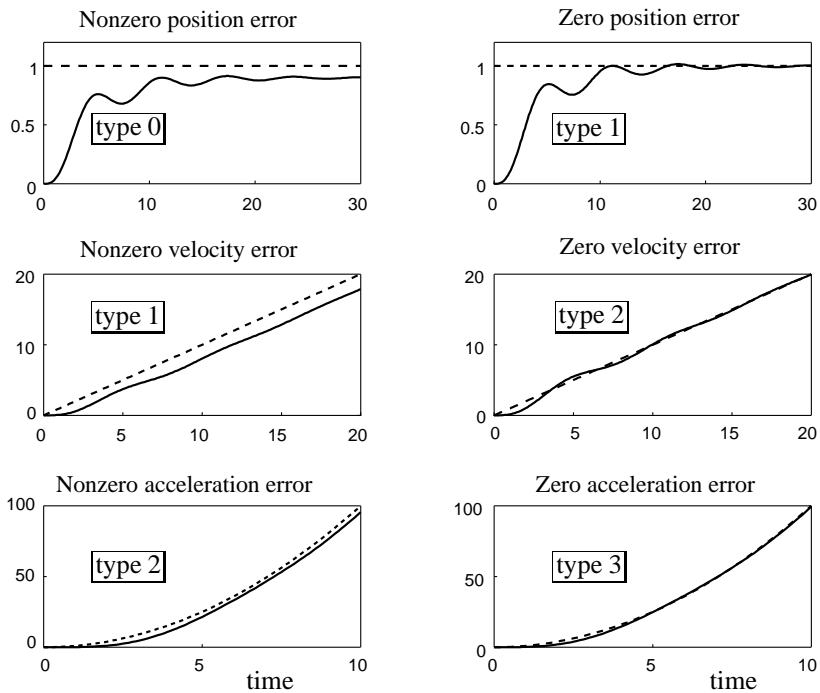 Nonzero position error
1
0.5
0
0 10 20 30
type 0
Zero position error
1
0.5
0
0 10 20 30
type 1
Nonzero velocity error
20
10
0
0 5 10 15 20
type 1
Zero velocity error
20
10
0
0 5 10 15 20
type 2
Nonzero acceleration error
100
50
0
0 5 10
type 2
time
Zero acceleration error
100
50
0
0 5 10
type 3
time